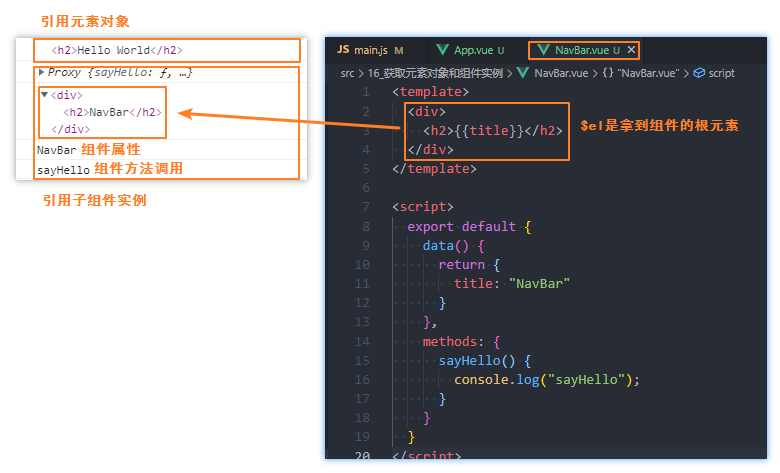 引用元素对象
<h2>Hello World</h2>
▶ Proxy {sayHello: ƒ, …}
▼<div>
<h2>NavBar</h2>
</div>
NavBar 组件属性
sayHello 组件方法调用
引用子组件实例
JS main.js M App.vue U NavBar.vue U ×
src > 16_获取元素对象和组件实例 > NavBar.vue > {} "NavBar.vue" > script
1 <template>
2 <div>
3 <h2>{{title}}</h2>
4 </div>
5 </template>
6
7 <script>
8 export default {
9 data() {
10 return {
11 title: "NavBar"
12 }
13 },
14 methods: {
15 sayHello() {
16 console.log("sayHello");
17 }
18 }
19 }
20 </script>
$el是拿到组件的根元素